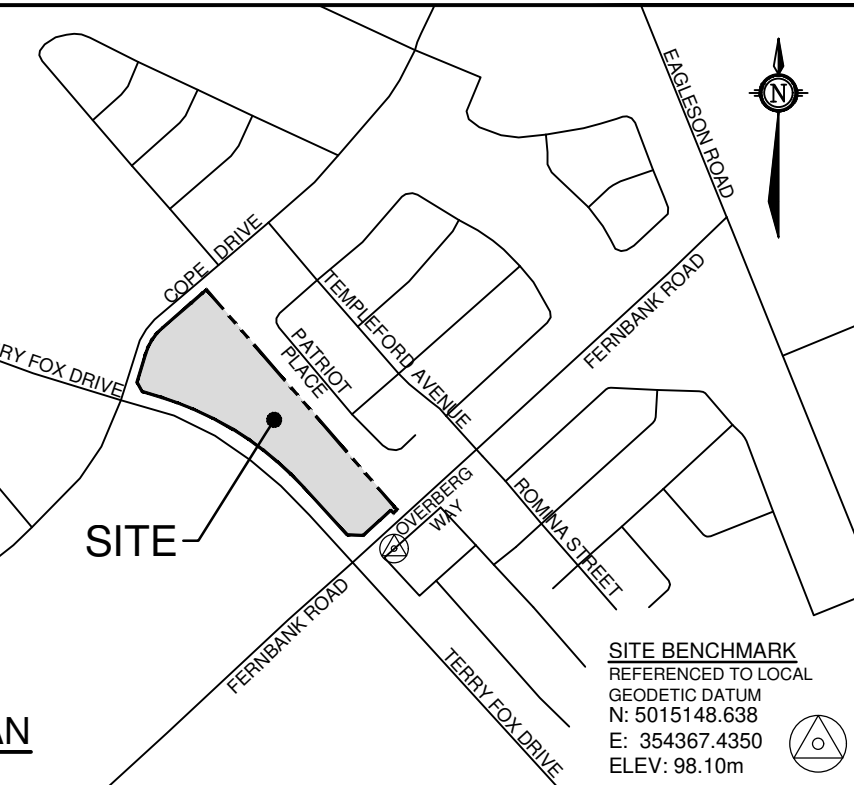 EAGLESON ROAD
N
COPE DRIVE
TEMPLEFORD AVENUE
FERNBANK ROAD
PATRIOT
PLACE
RY FOX DRIVE
OVERBERG
WAY
ROMINA STREET
SITE
FERNBANK ROAD
TERRY FOX DRIVE
SITE BENCHMARK
REFERENCED TO LOCAL
GEODETIC DATUM
N: 5015148.638
E: 354367.4350
ELEV: 98.10m
AN